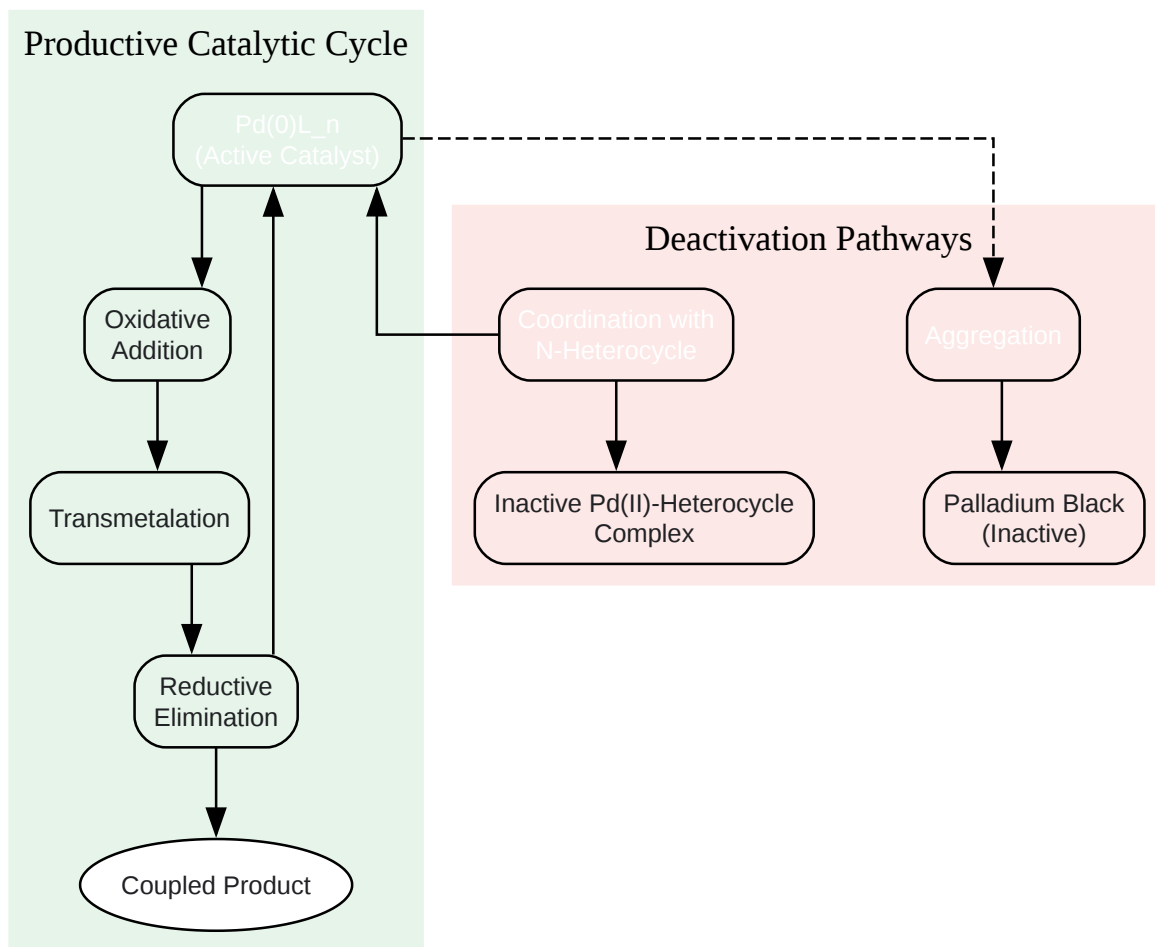 Productive Catalytic Cycle
Pd(0)L_n
(Active Catalyst)
Oxidative
Addition
Transmetalation
Reductive
Elimination
Coupled Product
Deactivation Pathways
Coordination with
N-Heterocycle
Aggregation
Inactive Pd(II)-Heterocycle
Complex
Palladium Black
(Inactive)